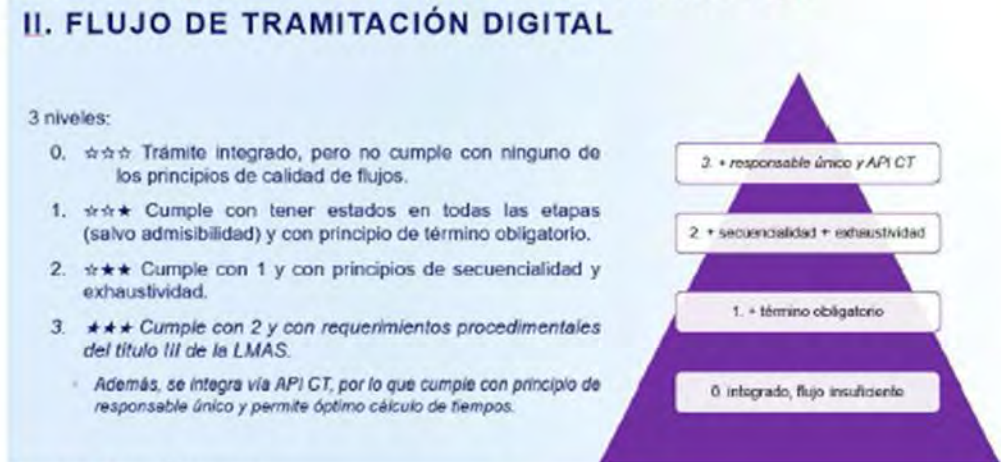 II. FLUJO DE TRAMITACIÓN DIGITAL
3 niveles:
0. ☆☆☆ Trámite integrado, pero no cumple con ninguno de
los principios de calidad de flujos.
1. ☆☆★ Cumple con tener estados en todas las etapas
(salvo admisibilidad) y con principio de término obligatorio.
2. ☆★★ Cumple con 1 y con principios de secuencialidad y
exhaustividad.
3. ★★★ Cumple con 2 y con requerimientos procedimentales
del título III de la LMAS.
• Además, se integra vía API CT, por lo que cumple con principio de
responsable único y permite óptimo cálculo de tiempos.
3. + responsable único y API CT
2. + secuencialidad + exhaustividad
1. + término obligatorio
0. integrado, flujo insuficiente